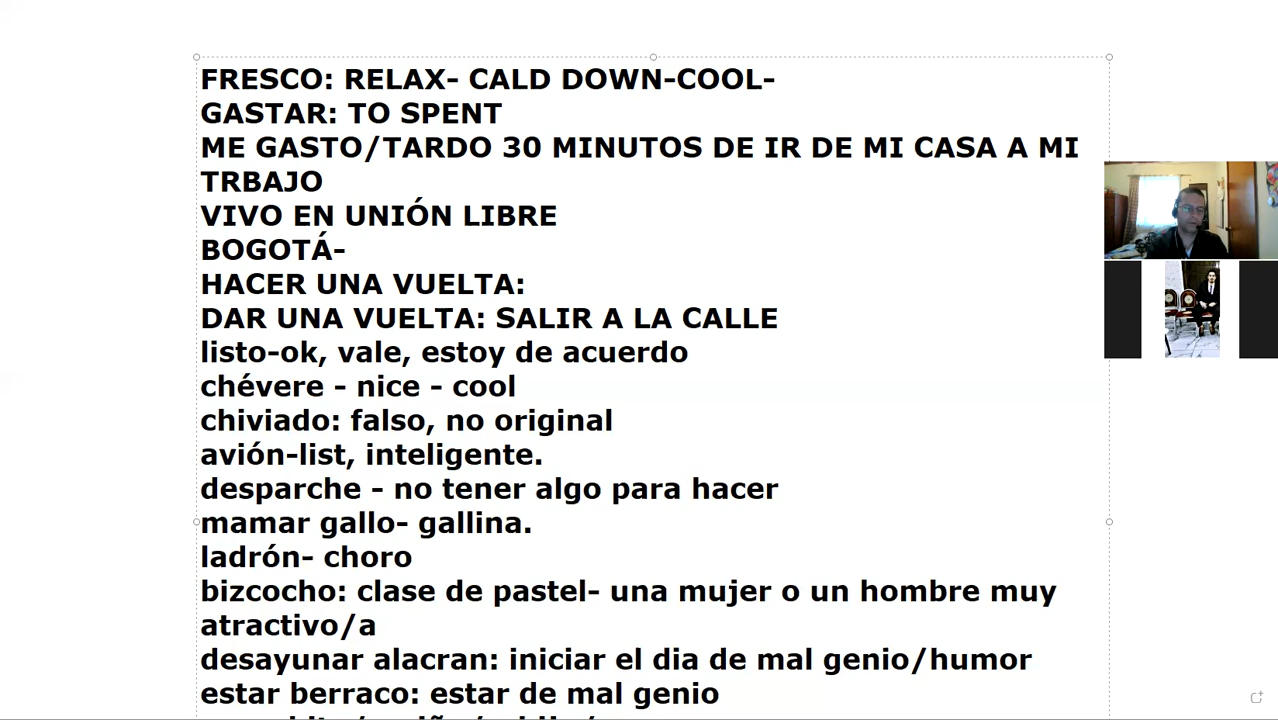 FRESCO: RELAX- CALD DOWN-COOL-
GASTAR: TO SPENT
ME GASTO/TARDO 30 MINUTOS DE IR DE MI CASA A MI
TRBAJO
VIVO EN UNIÓN LIBRE
BOGOTÁ-
HACER UNA VUELTA:
DAR UNA VUELTA: SALIR A LA CALLE
listo-ok, vale, estoy de acuerdo
chévere - nice - cool
chiviado: falso, no original
avión-list, inteligente.
desparche - no tener algo para hacer
mamar gallo- gallina.
ladrón- choro
bizcocho: clase de pastel- una mujer o un hombre muy
atractivo/a
desayunar alacran: iniciar el dia de mal genio/humor
estar berraco: estar de mal genio